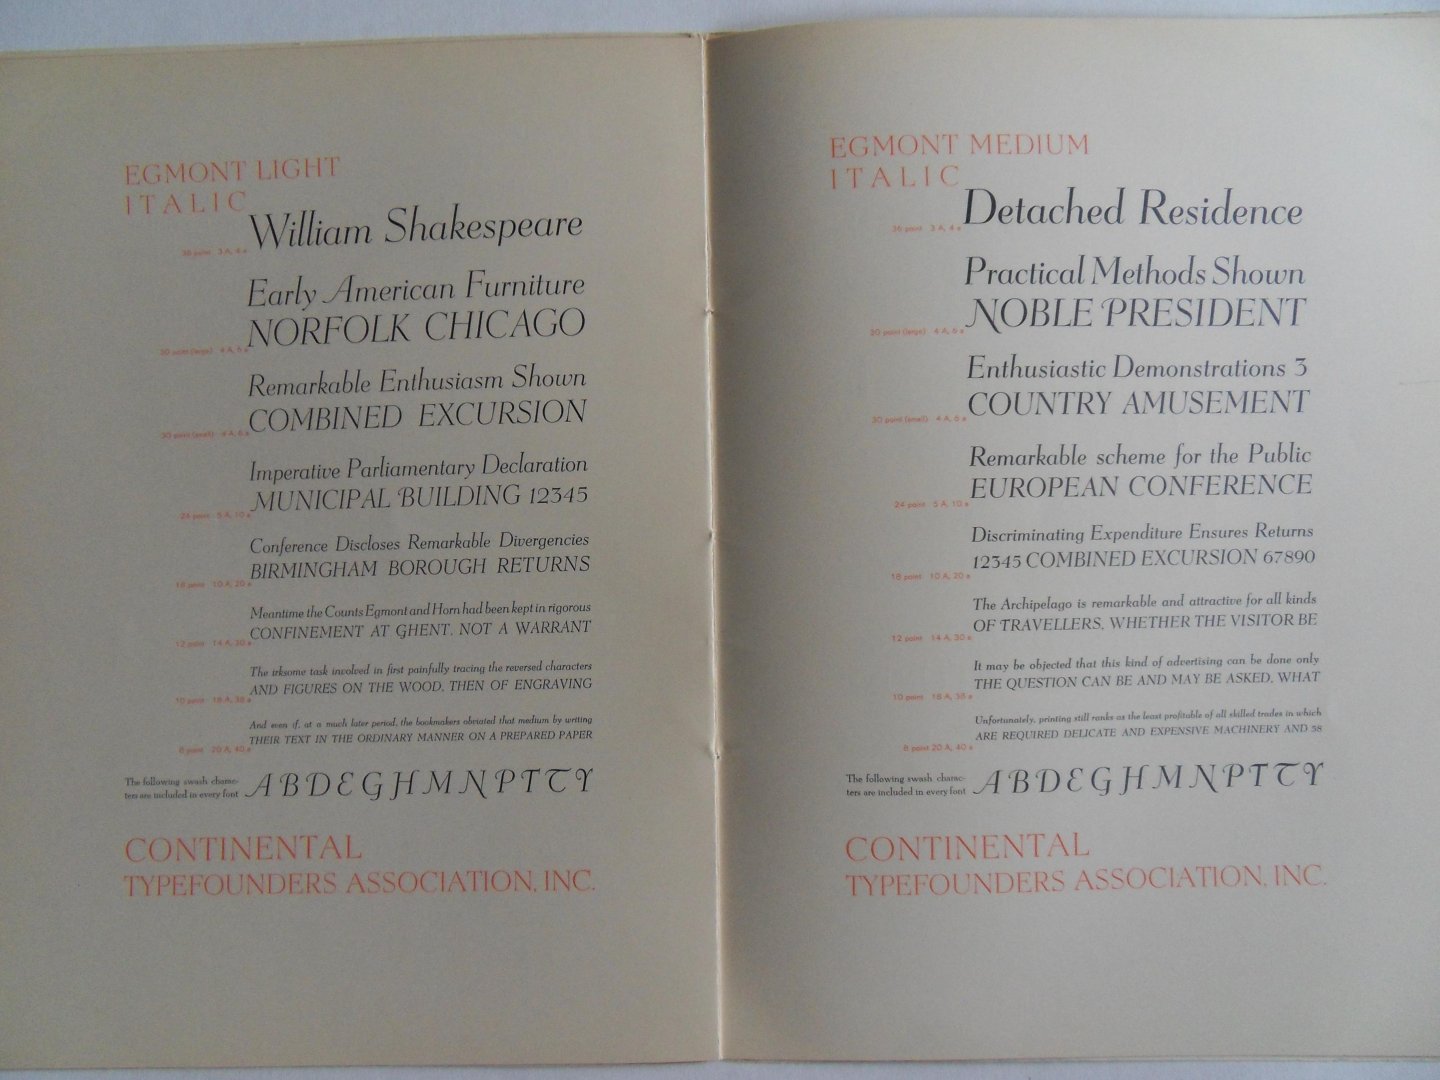 EGMONT LIGHT
ITALIC
36 point 3 A, 4 a
William Shakespeare
Early American Furniture
30 point (large) 4 A, 6 a
NORFOLK CHICAGO
Remarkable Enthusiasm Shown
30 point (small) 4 A, 6 a
COMBINED EXCURSION
Imperative Parliamentary Declaration
24 point 5 A, 10 a
MUNICIPAL BUILDING 12345
Conference Discloses Remarkable Divergencies
18 point 10 A, 20 a
BIRMINGHAM BOROUGH RETURNS
Meantime the Counts Egmont and Horn had been kept in rigorous
12 point 14 A, 30 a
CONFINEMENT AT GHENT. NOT A WARRANT
The irksome task involved in first painfully tracing the reversed characters
10 point 18 A, 38 a
AND FIGURES ON THE WOOD, THEN OF ENGRAVING
And even if, at a much later period, the bookmakers obviated that medium by writing
8 point 20 A, 40 a
THEIR TEXT IN THE ORDINARY MANNER ON A PREPARED PAPER
The following swash charac-
ters are included in every font
A B D E G H M N P T T Y
CONTINENTAL
TYPEFOUNDERS ASSOCIATION, INC.
EGMONT MEDIUM
ITALIC
36 point 3 A, 4 a
Detached Residence
Practical Methods Shown
30 point (large) 4 A, 6 a
NOBLE PRESIDENT
Enthusiastic Demonstrations 3
30 point (small) 4 A, 6 a
COUNTRY AMUSEMENT
Remarkable scheme for the Public
24 point 5 A, 10 a
EUROPEAN CONFERENCE
Discriminating Expenditure Ensures Returns
18 point 10 A, 20 a
12345 COMBINED EXCURSION 67890
The Archipelago is remarkable and attractive for all kinds
12 point 14 A, 30 a
OF TRAVELLERS, WHETHER THE VISITOR BE
It may be objected that this kind of advertising can be done only
10 point 18 A, 38 a
THE QUESTION CAN BE AND MAY BE ASKED, WHAT
Unfortunately, printing still ranks as the least profitable of all skilled trades in which
8 point 20 A, 40 a
ARE REQUIRED DELICATE AND EXPENSIVE MACHINERY AND 58
The following swash charac-
ters are included in every font
A B D E G H M N P T T Y
CONTINENTAL
TYPEFOUNDERS ASSOCIATION, INC.